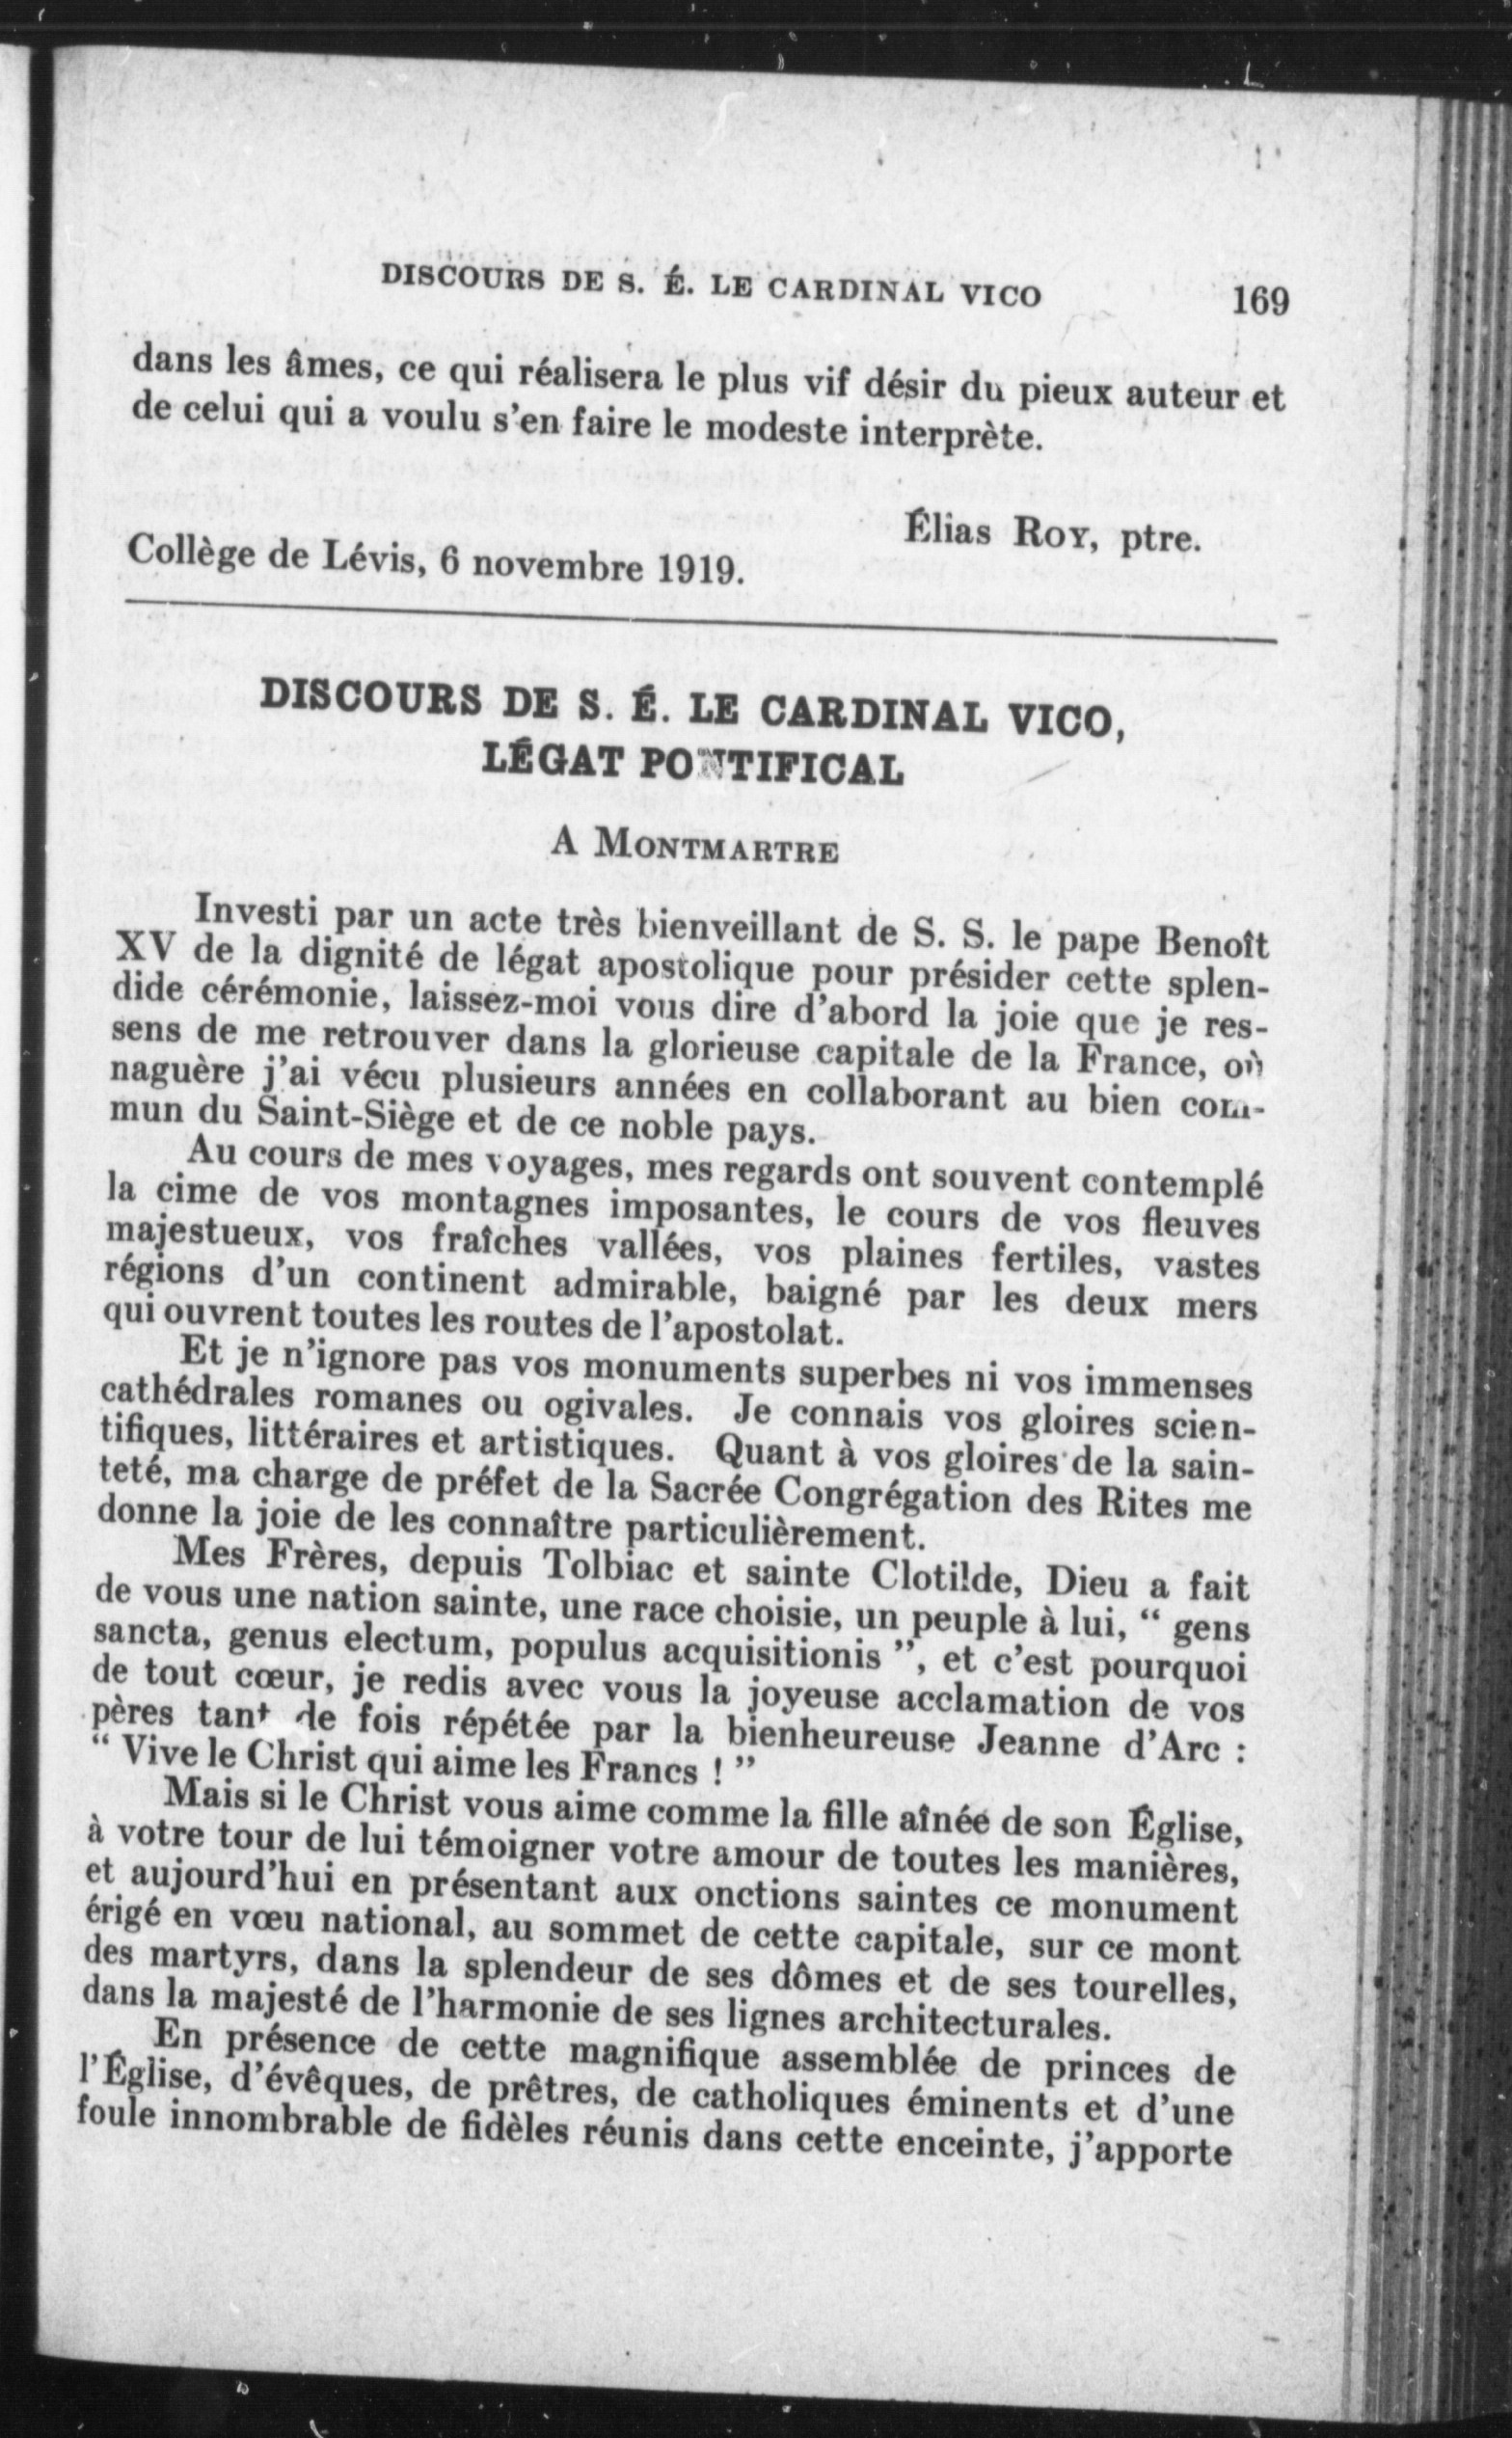 DISCOURS DE S. É. LE CARDINAL VICO 169
dans les âmes, ce qui réalisera le plus vif désir du pieux auteur et
de celui qui a voulu s'en faire le modeste interprète.
Élias ROY, ptre.
Collège de Lévis, 6 novembre 1919.
DISCOURS DE S. É. LE CARDINAL VICO,
LÉGAT PONTIFICAL
A MONTMARTRE
Investi par un acte très bienveillant de S. S. le pape Benoît
XV de la dignité de légat apostolique pour présider cette splen-
dide cérémonie, laissez-moi vous dire d'abord la joie que je res-
sens de me retrouver dans la glorieuse capitale de la France, où
naguère j'ai vécu plusieurs années en collaborant au bien com-
mun du Saint-Siège et de ce noble pays.
Au cours de mes voyages, mes regards ont souvent contemplé
la cime de vos montagnes imposantes, le cours de vos fleuves
majestueux, vos fraîches vallées, vos plaines fertiles, vastes
régions d'un continent admirable, baigné par les deux mers
qui ouvrent toutes les routes de l'apostolat.
Et je n'ignore pas vos monuments superbes ni vos immenses
cathédrales romanes ou ogivales. Je connais vos gloires scien-
tifiques, littéraires et artistiques. Quant à vos gloires de la sain-
teté, ma charge de préfet de la Sacrée Congrégation des Rites me
donne la joie de les connaître particulièrement.
Mes Frères, depuis Tolbiac et sainte Clotilde, Dieu a fait
de vous une nation sainte, une race choisie, un peuple à lui, " gens
sancta, genus electum, populus acquisitionis ", et c'est pourquoi
de tout cœur, je redis avec vous la joyeuse acclamation de vos
pères tant de fois répétée par la bienheureuse Jeanne d'Arc :
" Vive le Christ qui aime les Francs ! "
Mais si le Christ vous aime comme la fille aînée de son Église,
à votre tour de lui témoigner votre amour de toutes les manières,
et aujourd'hui en présentant aux onctions saintes ce monument
érigé en vœu national, au sommet de cette capitale, sur ce mont
des martyrs, dans la splendeur de ses dômes et de ses tourelles,
dans la majesté de l'harmonie de ses lignes architecturales.
En présence de cette magnifique assemblée de princes de
l'Église, d'évêques, de prêtres, de catholiques éminents et d'une
foule innombrable de fidèles réunis dans cette enceinte, j'apporte